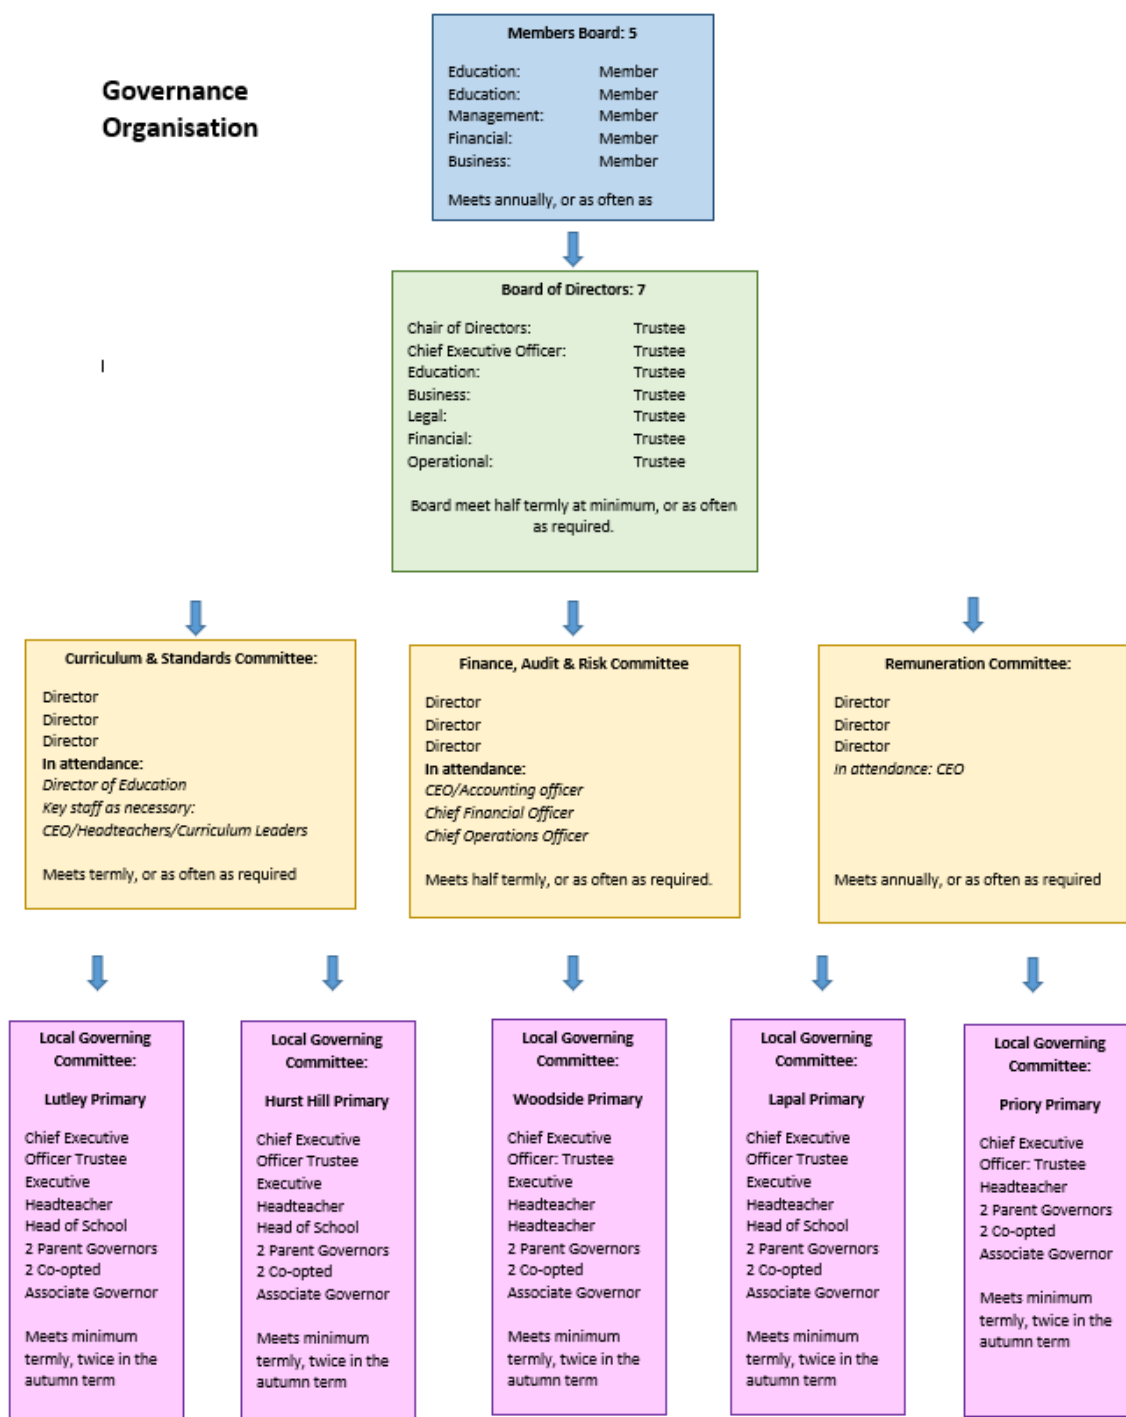 Governance
Organisation
Members Board: 5
Education: Member
Education: Member
Management: Member
Financial: Member
Business: Member
Meets annually, or as often as
Board of Directors: 7
Chair of Directors: Trustee
Chief Executive Officer: Trustee
Education: Trustee
Business: Trustee
Legal: Trustee
Financial: Trustee
Operational: Trustee
Board meet half termly at minimum, or as often
as required.
Curriculum & Standards Committee:
Director
Director
Director
In attendance:
Director of Education
Key staff as necessary:
CEO/Headteachers/Curriculum Leaders
Meets termly, or as often as required
Finance, Audit & Risk Committee
Director
Director
Director
In attendance:
CEO/Accounting officer
Chief Financial Officer
Chief Operations Officer
Meets half termly, or as often as required.
Remuneration Committee:
Director
Director
Director
In attendance: CEO
Meets annually, or as often as required
Local Governing
Committee:
Lutley Primary
Chief Executive
Officer Trustee
Executive
Headteacher
Head of School
2 Parent Governors
2 Co-opted
Associate Governor
Meets minimum
termly, twice in the
autumn term
Local Governing
Committee:
Hurst Hill Primary
Chief Executive
Officer Trustee
Executive
Headteacher
Head of School
2 Parent Governors
2 Co-opted
Associate Governor
Meets minimum
termly, twice in the
autumn term
Local Governing
Committee:
Woodside Primary
Chief Executive
Officer: Trustee
Executive
Headteacher
Headteacher
2 Parent Governors
2 Co-opted
Associate Governor
Meets minimum
termly, twice in the
autumn term
Local Governing
Committee:
Lapal Primary
Chief Executive
Officer Trustee
Executive
Headteacher
Head of School
2 Parent Governors
2 Co-opted
Associate Governor
Meets minimum
termly, twice in the
autumn term
Local Governing
Committee:
Priory Primary
Chief Executive
Officer: Trustee
Headteacher
2 Parent Governors
2 Co-opted
Associate Governor
Meets minimum
termly, twice in the
autumn term